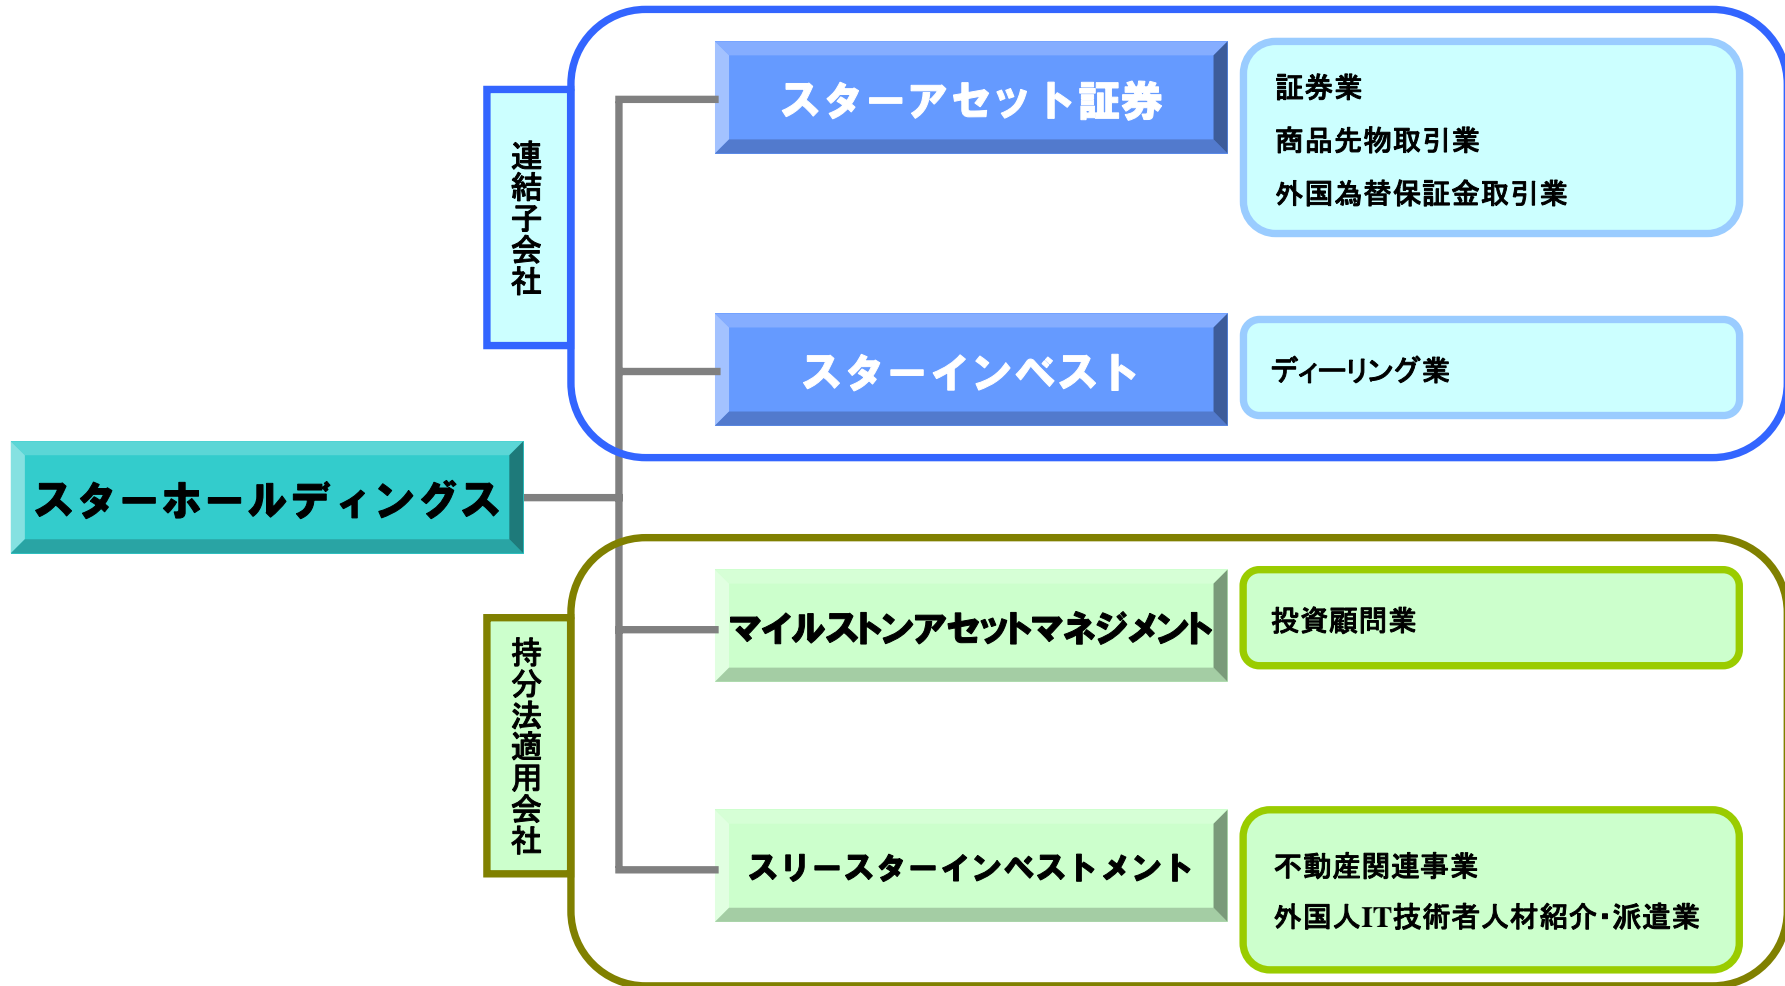 スターホールディングス
連結子会社
スターアセット証券
証券業
商品先物取引業
外国為替保証金取引業
スターインベスト
ディーリング業
持分法適用会社
マイルストンアセットマネジメント
投資顧問業
スリースターインベストメント
不動産関連事業
外国人IT技術者人材紹介・派遣業